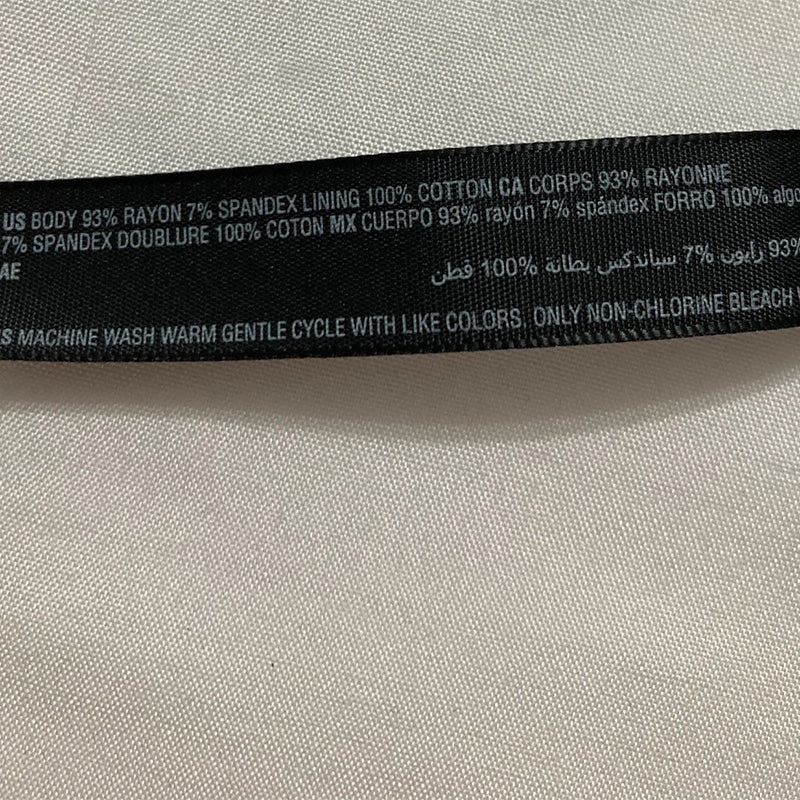 US BODY 93% RAYON 7% SPANDEX LINING 100% COTTON CA CORPS 93% RAYONNE
7% SPANDEX DOUBLURE 100% COTON MX CUERPO 93% rayón 7% spándex FORRO 100% algo
AE 93% رايون 7% سباندكس بطانة 100% قطن
S MACHINE WASH WARM GENTLE CYCLE WITH LIKE COLORS. ONLY NON-CHLORINE BLEACH